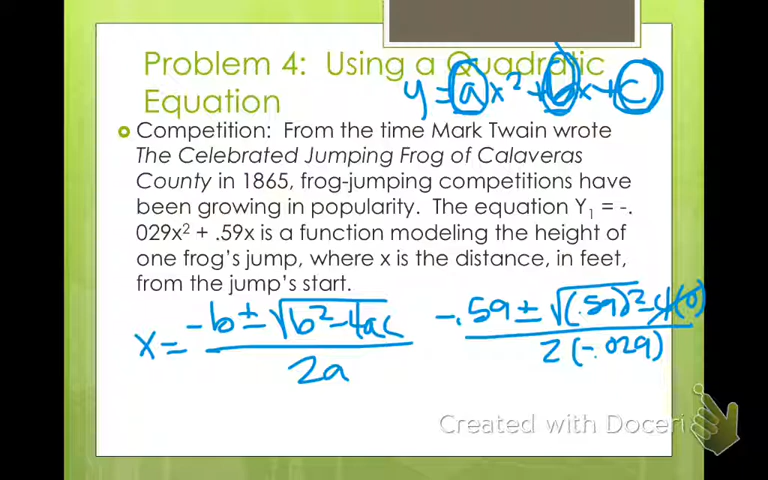 Problem 4: Using a Quadratic
Equation
y = ax² + bx + c
Competition: From the time Mark Twain wrote
The Celebrated Jumping Frog of Calaveras
County in 1865, frog-jumping competitions have
been growing in popularity. The equation Y₁ = -.
029x² + .59x is a function modeling the height of
one frog's jump, where x is the distance, in feet,
from the jump's start.
x = (-b ± √(b² - 4ac)) / 2a
(-.59 ± √((.59)² - 4(0))) / 2(-.029)
Created with Doceri